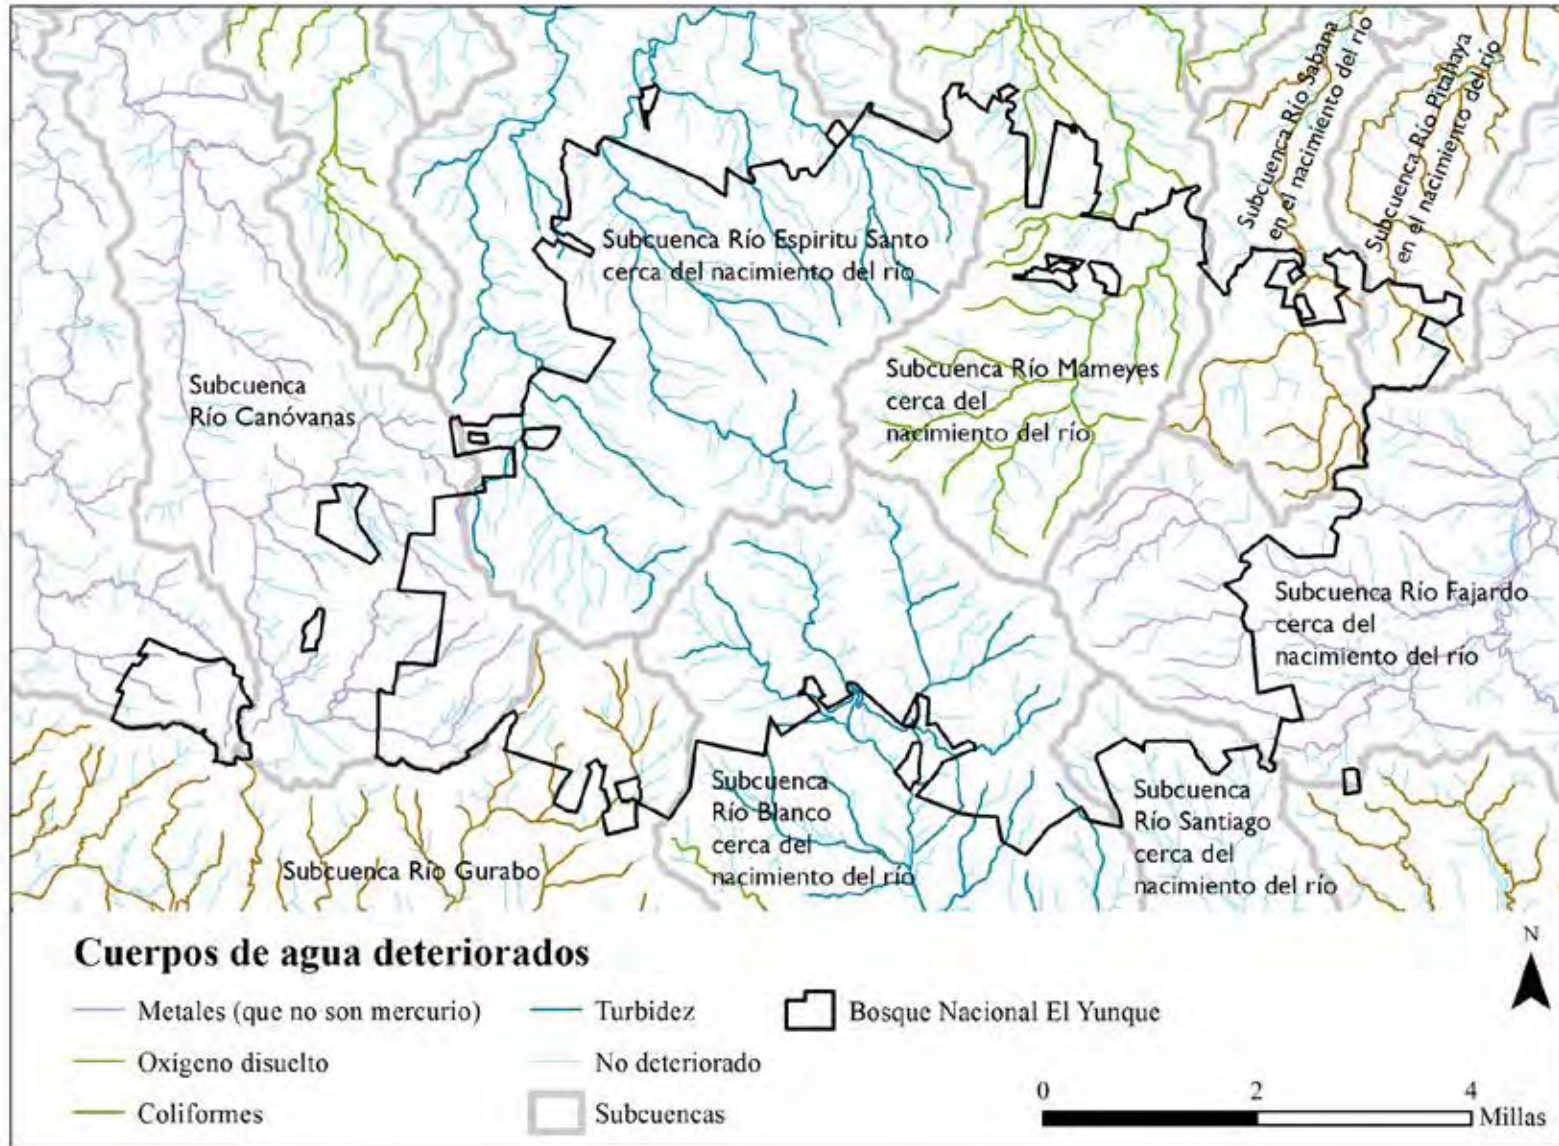 Subcuenca Río Sabana
en el nacimiento del río
Subcuenca Río Pitahaya
en el nacimiento del río
Subcuenca Río Espiritu Santo
cerca del nacimiento del río
Subcuenca Río Mameyes
cerca del
nacimiento del río
Subcuenca
Río Canóvanas
Subcuenca Río Fajardo
cerca del
nacimiento del río
Subcuenca
Río Blanco
cerca del
nacimiento del río
Subcuenca
Río Santiago
cerca del
nacimiento del río
Subcuenca Río Gurabo
Cuerpos de agua deteriorados
Metales (que no son mercurio)
Oxígeno disuelto
Coliformes
Turbidez
No deteriorado
Subcuencas
Bosque Nacional El Yunque
N
0 2 4
Millas